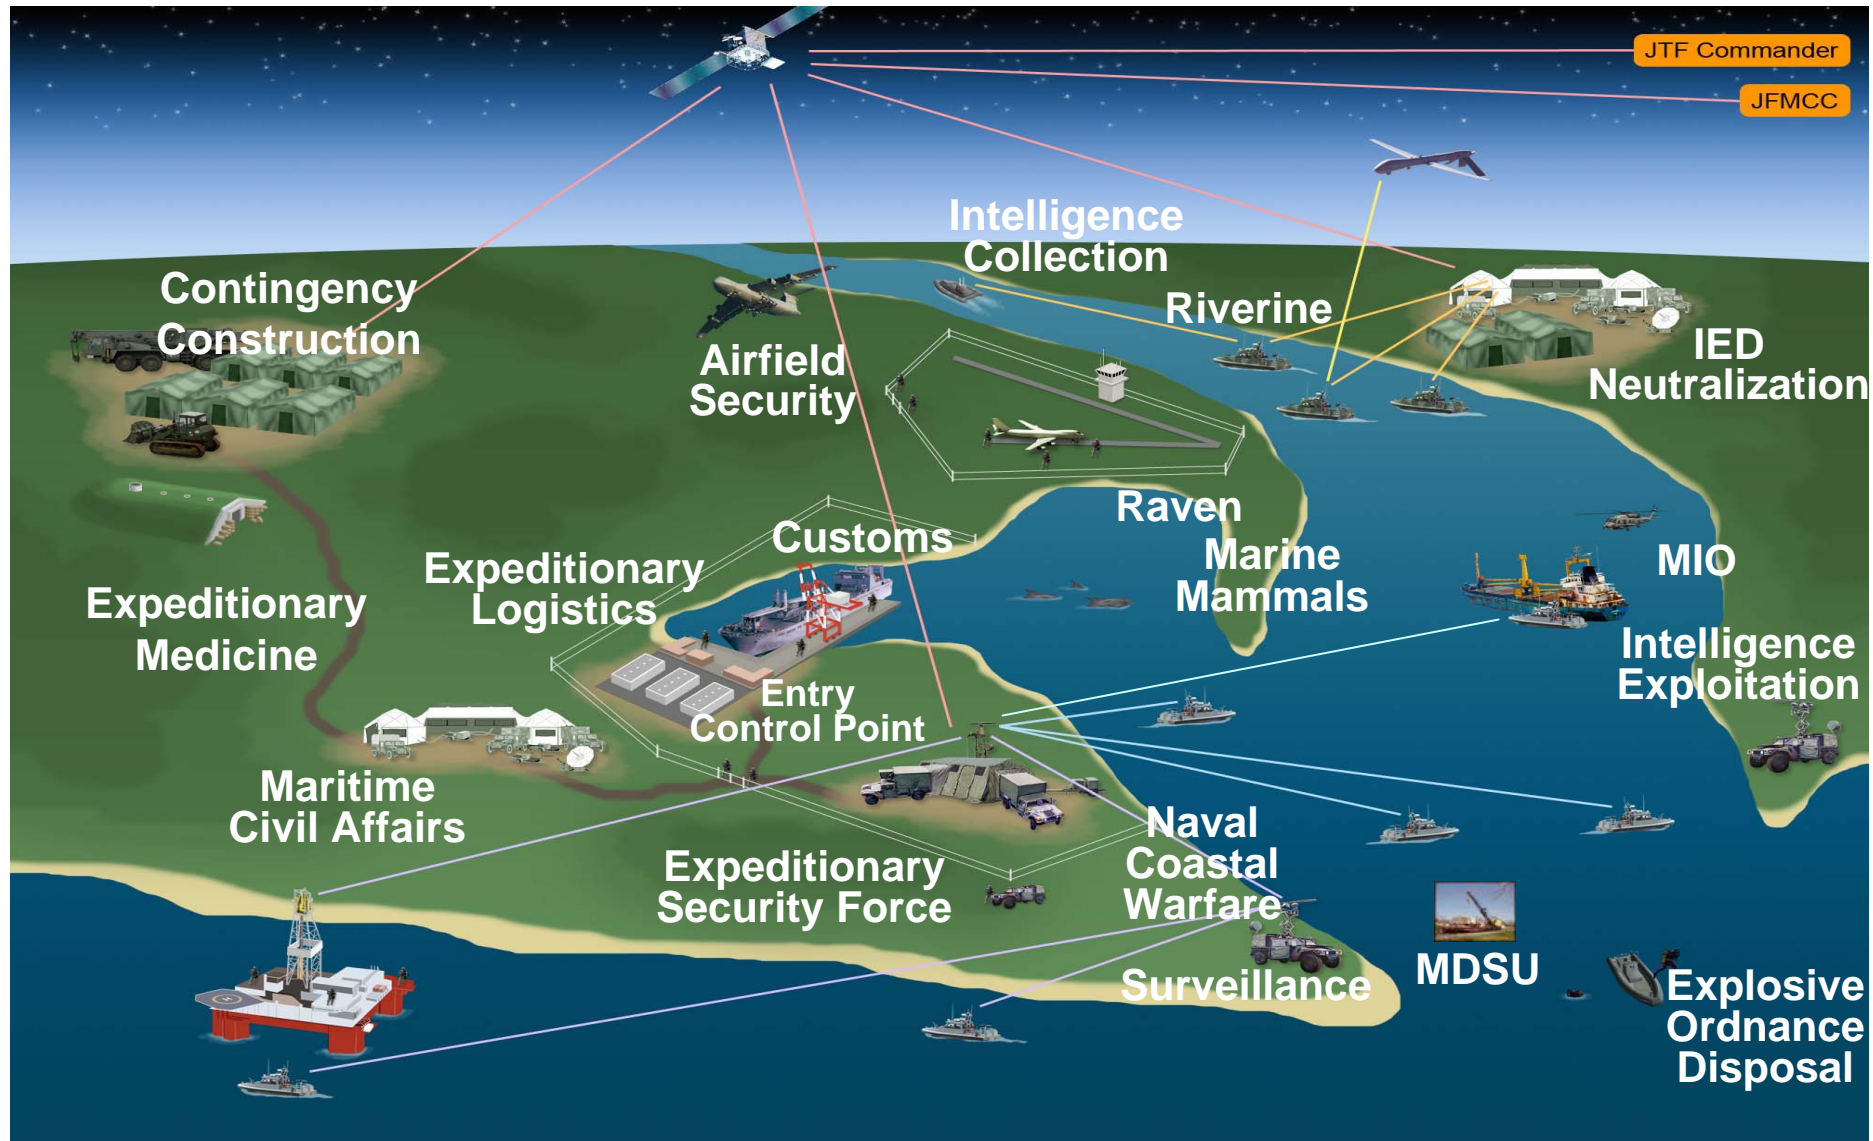 JTF Commander
JFMCC
Intelligence
Collection
Contingency
Construction
Riverine
Airfield
Security
IED
Neutralization
Raven
Customs
Marine
Mammals
MIO
Expeditionary
Logistics
Expeditionary
Medicine
Intelligence
Exploitation
Entry
Control Point
Maritime
Civil Affairs
Naval
Coastal
Warfare
Expeditionary
Security Force
MDSU
Surveillance
Explosive
Ordnance
Disposal